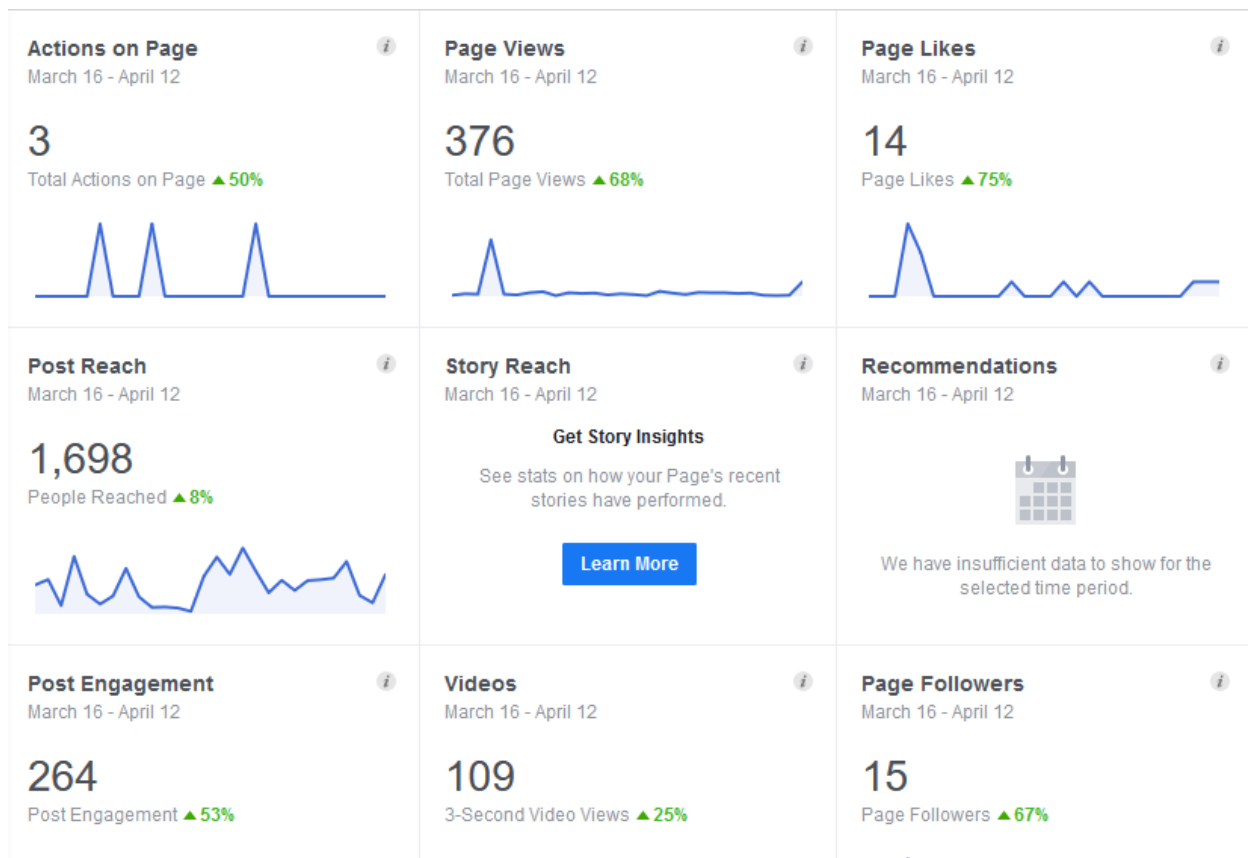 Actions on Page
March 16 - April 12
3
Total Actions on Page ▲ 50%
Page Views
March 16 - April 12
376
Total Page Views ▲ 68%
Page Likes
March 16 - April 12
14
Page Likes ▲ 75%
Post Reach
March 16 - April 12
1,698
People Reached ▲ 8%
Story Reach
March 16 - April 12
Get Story Insights
See stats on how your Page's recent
stories have performed.
Learn More
Recommendations
March 16 - April 12
We have insufficient data to show for the
selected time period.
Post Engagement
March 16 - April 12
264
Post Engagement ▲ 53%
Videos
March 16 - April 12
109
3-Second Video Views ▲ 25%
Page Followers
March 16 - April 12
15
Page Followers ▲ 67%